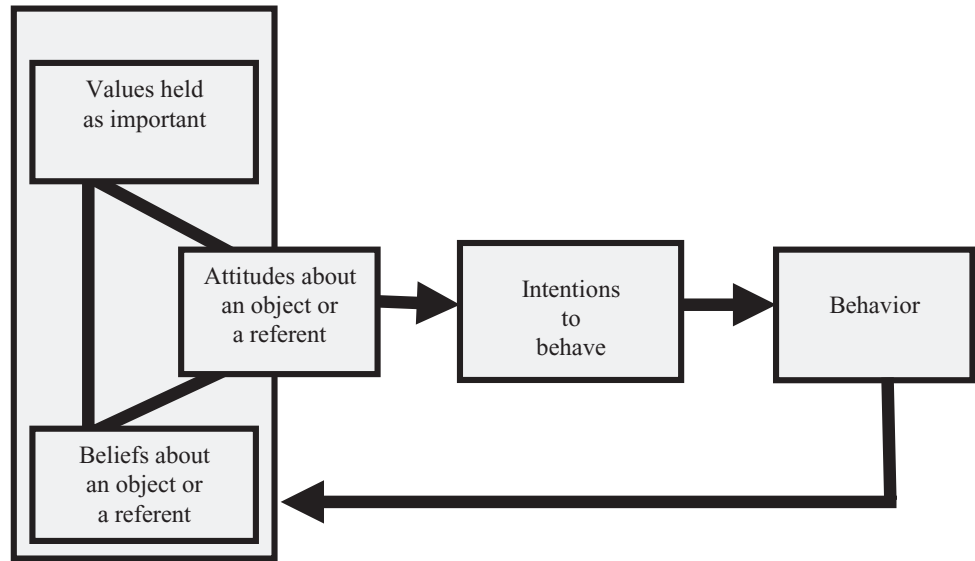 Values held
as important
Attitudes about
an object or
a referent
Intentions
to
behave
Behavior
Beliefs about
an object or
a referent